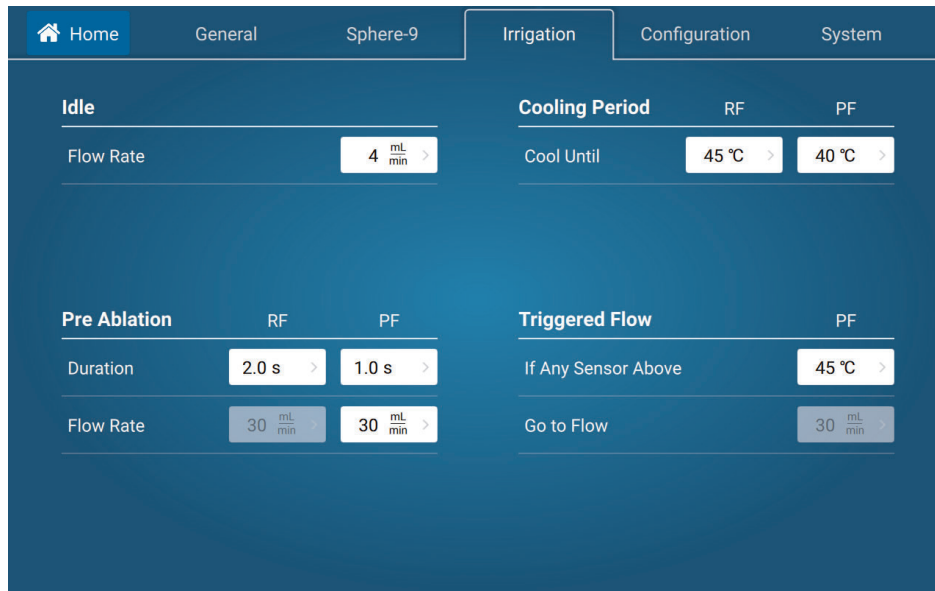 Home General Sphere-9 Irrigation Configuration System
Idle
Flow Rate 4 mL/min
Cooling Period RF PF
Cool Until 45 °C 40 °C
Pre Ablation RF PF
Duration 2.0 s 1.0 s
Flow Rate 30 mL/min 30 mL/min
Triggered Flow PF
If Any Sensor Above 45 °C
Go to Flow 30 mL/min